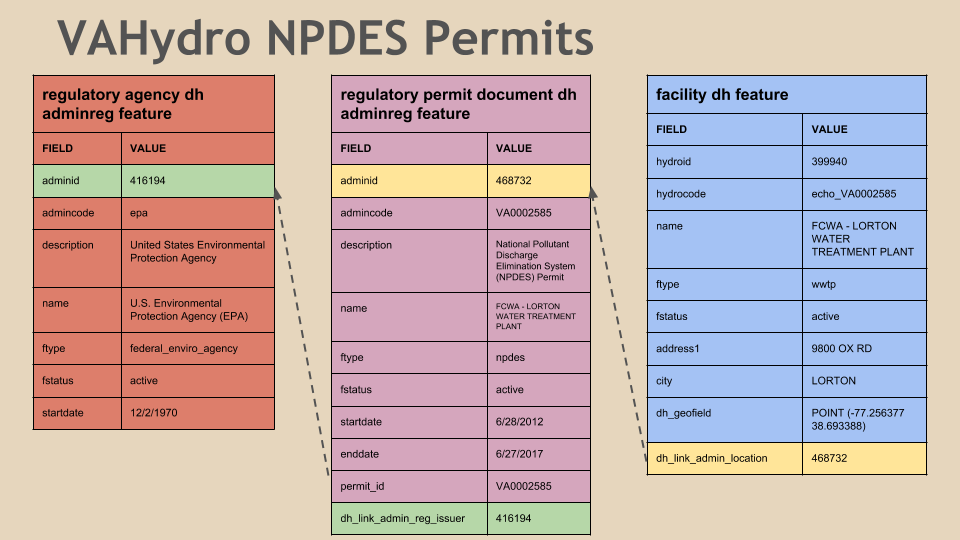 VAHydro NPDES Permits
regulatory agency dh
adminreg feature
FIELD VALUE
adminid 416194
admincode epa
description United States Environmental
Protection Agency
name U.S. Environmental
Protection Agency (EPA)
ftype federal_enviro_agency
fstatus active
startdate 12/2/1970
regulatory permit document dh
adminreg feature
FIELD VALUE
adminid 468732
admincode VA0002585
description National Pollutant
Discharge
Elimination System
(NPDES) Permit
name FCWA - LORTON
WATER TREATMENT
PLANT
ftype npdes
fstatus active
startdate 6/28/2012
enddate 6/27/2017
permit_id VA0002585
dh_link_admin_reg_issuer 416194
facility dh feature
FIELD VALUE
hydroid 399940
hydrocode echo_VA0002585
name FCWA - LORTON
WATER
TREATMENT PLANT
ftype wwtp
fstatus active
address1 9800 OX RD
city LORTON
dh_geofield POINT (-77.256377
38.693388)
dh_link_admin_location 468732